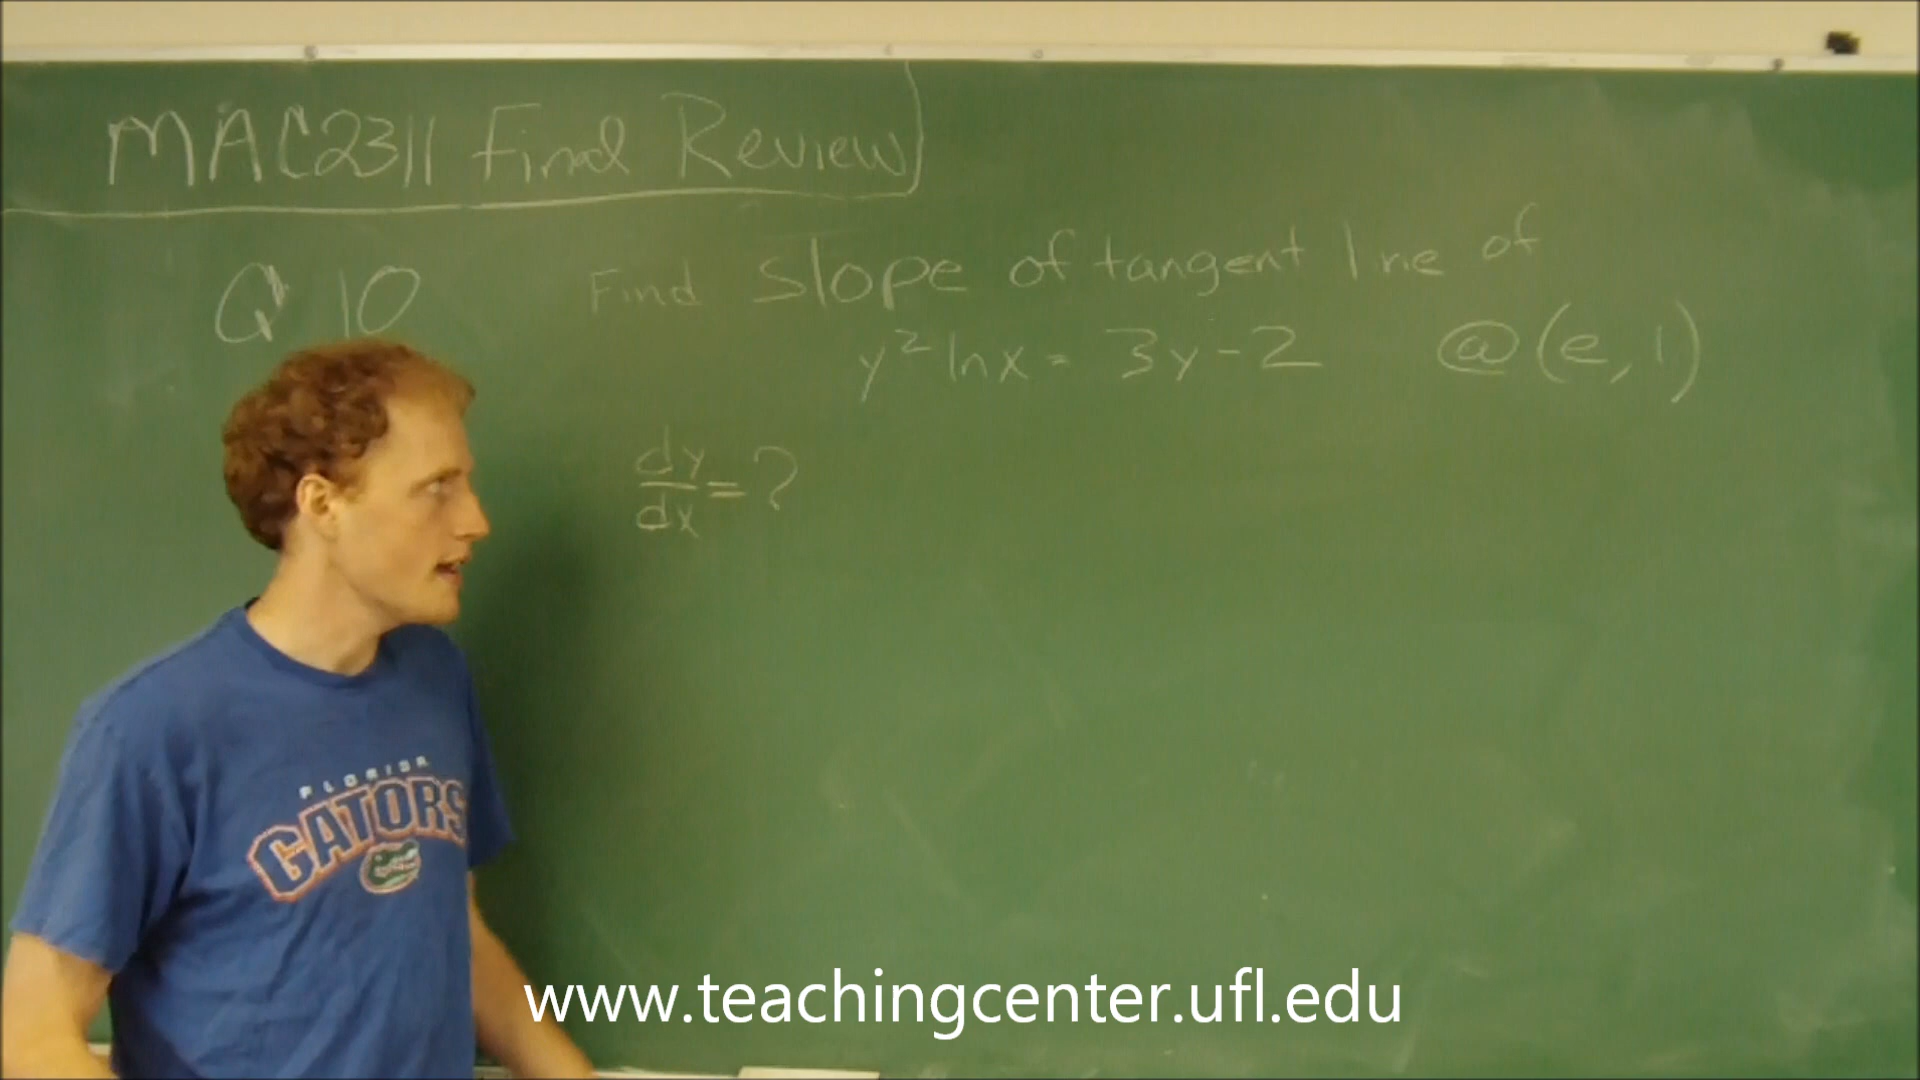 MAC2311 Final Review
Q 10
Find slope of tangent line of
y² ln x = 3y - 2 @ (e, 1)
dy/dx = ?
FLORIDA
GATORS
www.teachingcenter.ufl.edu